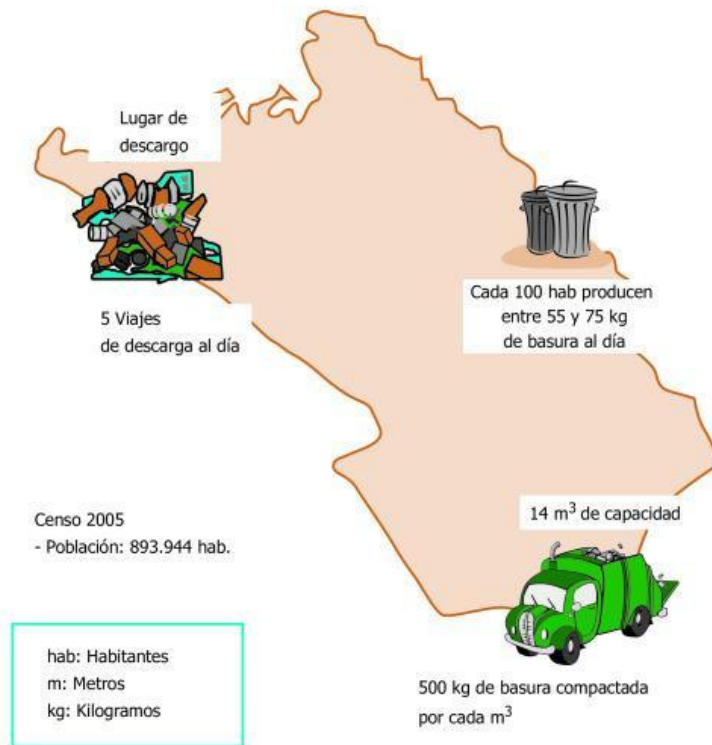 Lugar de
descargo
5 Viajes
de descarga al día
Cada 100 hab producen
entre 55 y 75 kg
de basura al día
Censo 2005
- Población: 893.944 hab.
14 m³ de capacidad
500 kg de basura compactada
por cada m³
hab: Habitantes
m: Metros
kg: Kilogramos